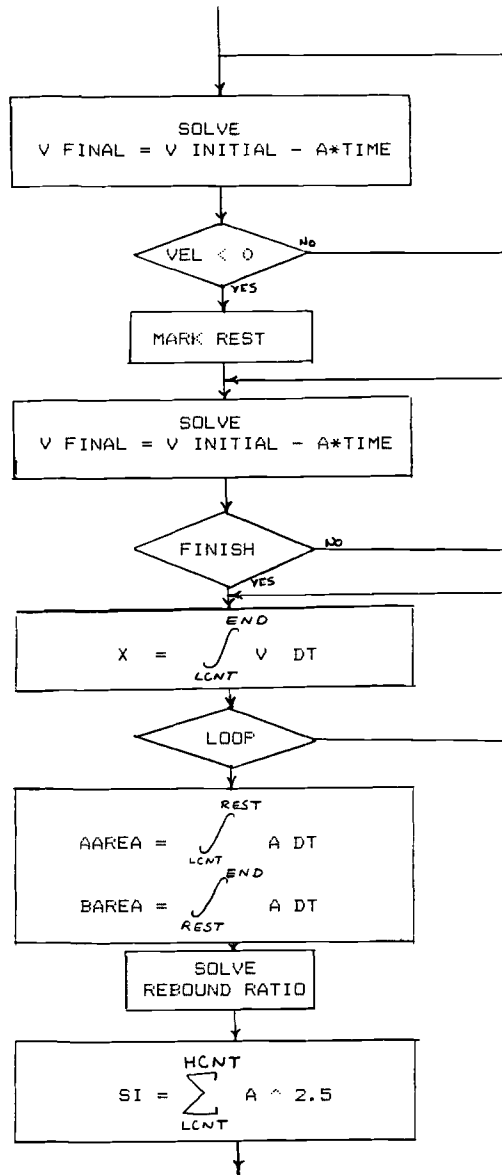 SOLVE
V FINAL = V INITIAL - A*TIME
VEL < 0
NO
YES
MARK REST
SOLVE
V FINAL = V INITIAL - A*TIME
FINISH
NO
YES
END
X = ∫ V DT
LCNT
LOOP
REST
AAREA = ∫ A DT
LCNT
END
BAREA = ∫ A DT
REST
SOLVE
REBOUND RATIO
HCNT
SI = ∑ A ^ 2.5
LCNT